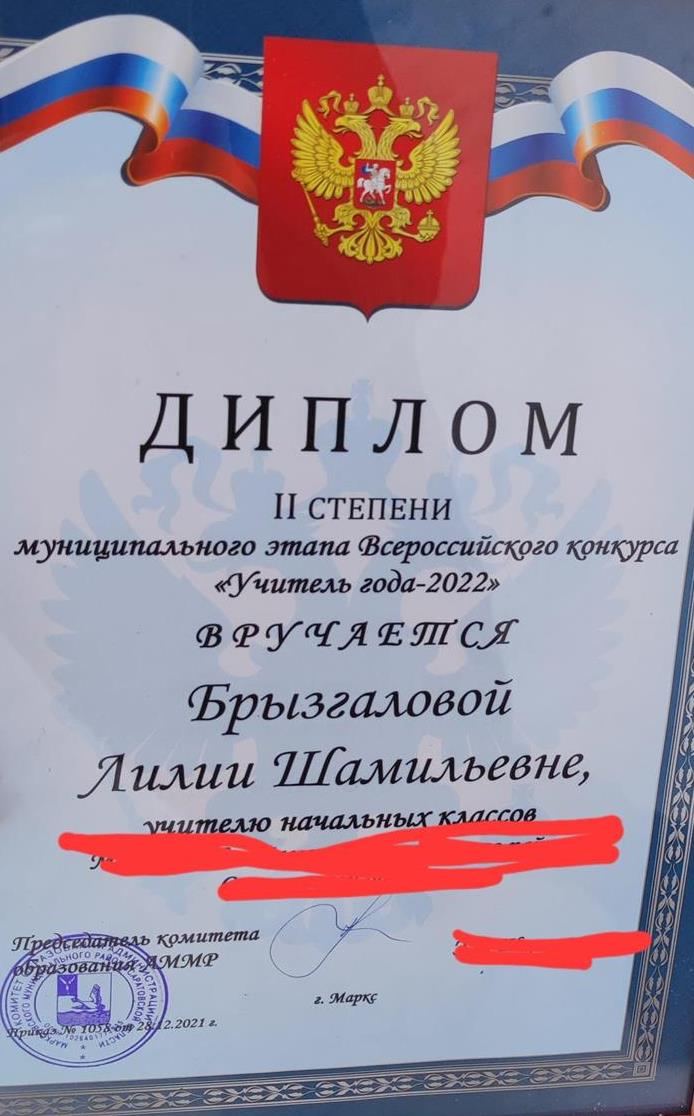 ДИПЛОМ
II СТЕПЕНИ
муниципального этапа Всероссийского конкурса
«Учитель года-2022»
ВРУЧАЕТСЯ
Брызгаловой
Лилии Шамильевне,
учителю начальных классов
Председатель комитета
образования АММР
г. Маркс
Приказ № 1058 от 28.12.2021 г.